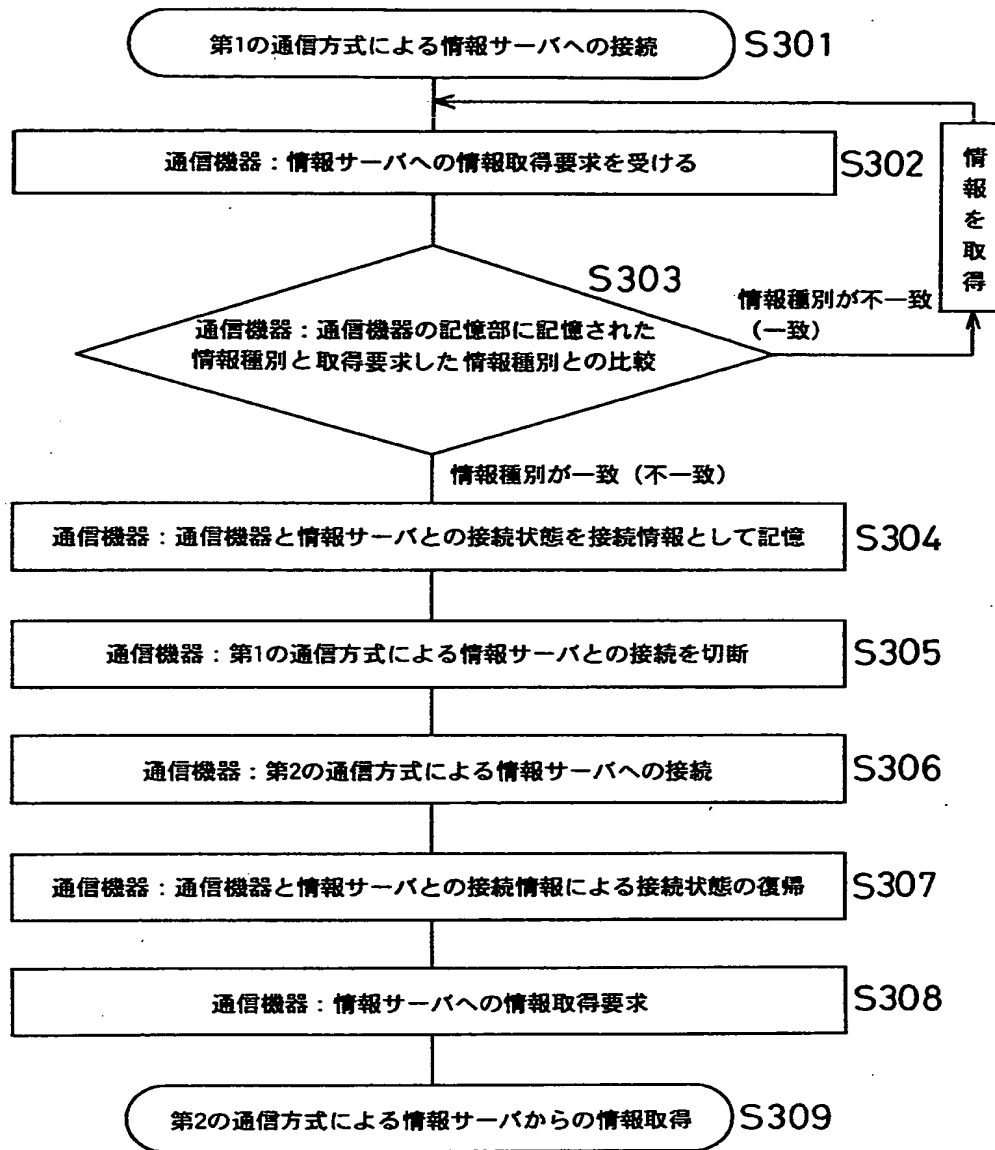 第1の通信方式による情報サーバへの接続
S301
通信機器：情報サーバへの情報取得要求を受ける
S302
情報を取得
S303
通信機器：通信機器の記憶部に記憶された
情報種別と取得要求した情報種別との比較
情報種別が不一致
（一致）
情報種別が一致（不一致）
通信機器：通信機器と情報サーバとの接続状態を接続情報として記憶
S304
通信機器：第1の通信方式による情報サーバとの接続を切断
S305
通信機器：第2の通信方式による情報サーバへの接続
S306
通信機器：通信機器と情報サーバとの接続情報による接続状態の復帰
S307
通信機器：情報サーバへの情報取得要求
S308
第2の通信方式による情報サーバからの情報取得
S309